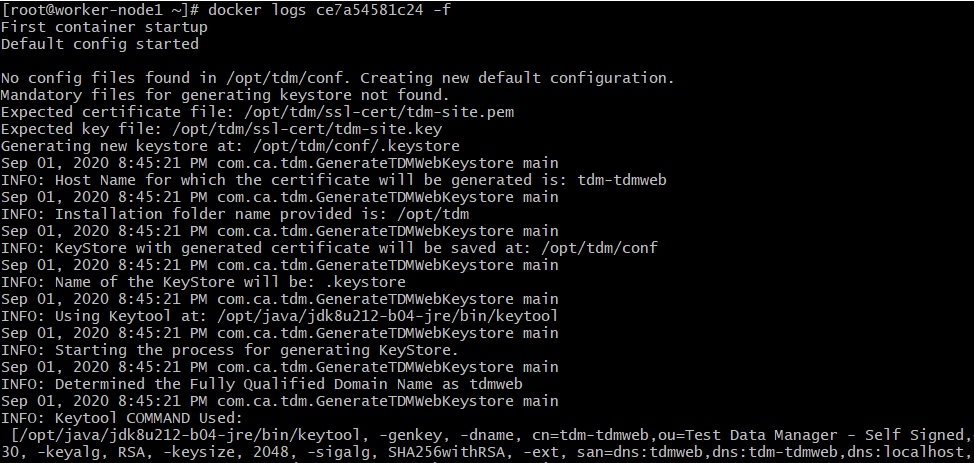 [root@worker-node1 ~]# docker logs ce7a54581c24 -f
First container startup
Default config started
No config files found in /opt/tdm/conf. Creating new default configuration.
Mandatory files for generating keystore not found.
Expected certificate file: /opt/tdm/ssl-cert/tdm-site.pem
Expected key file: /opt/tdm/ssl-cert/tdm-site.key
Generating new keystore at: /opt/tdm/conf/.keystore
Sep 01, 2020 8:45:21 PM com.ca.tdm.GenerateTDMWebKeystore main
INFO: Host Name for which the certificate will be generated is: tdm-tdmweb
Sep 01, 2020 8:45:21 PM com.ca.tdm.GenerateTDMWebKeystore main
INFO: Installation folder name provided is: /opt/tdm
Sep 01, 2020 8:45:21 PM com.ca.tdm.GenerateTDMWebKeystore main
INFO: KeyStore with generated certificate will be saved at: /opt/tdm/conf
Sep 01, 2020 8:45:21 PM com.ca.tdm.GenerateTDMWebKeystore main
INFO: Name of the KeyStore will be: .keystore
Sep 01, 2020 8:45:21 PM com.ca.tdm.GenerateTDMWebKeystore main
INFO: Using Keytool at: /opt/java/jdk8u212-b04-jre/bin/keytool
Sep 01, 2020 8:45:21 PM com.ca.tdm.GenerateTDMWebKeystore main
INFO: Starting the process for generating KeyStore.
Sep 01, 2020 8:45:21 PM com.ca.tdm.GenerateTDMWebKeystore main
INFO: Determined the Fully Qualified Domain Name as tdmweb
Sep 01, 2020 8:45:21 PM com.ca.tdm.GenerateTDMWebKeystore main
INFO: Keytool COMMAND Used:
[/opt/java/jdk8u212-b04-jre/bin/keytool, -genkey, -dname, cn=tdm-tdmweb,ou=Test Data Manager - Self Signed,
30, -keyalg, RSA, -keysize, 2048, -sigalg, SHA256withRSA, -ext, san=dns:tdmweb,dns:tdm-tdmweb,dns:localhost,